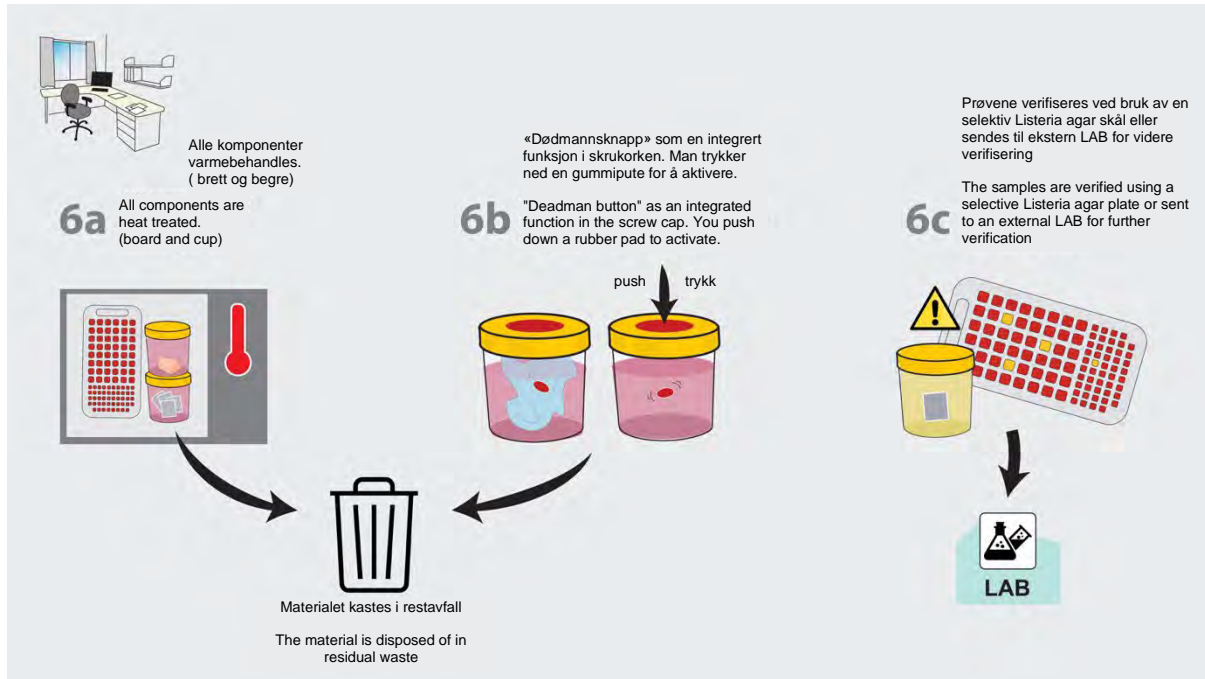 Alle komponenter
varmebehandles.
( brett og begre)
6a
All components are
heat treated.
(board and cup)
«Dødmannsknapp» som en integrert
funksjon i skrukorken. Man trykker
ned en gummipute for å aktivere.
6b
"Deadman button" as an integrated
function in the screw cap. You push
down a rubber pad to activate.
push trykk
Prøvene verifiseres ved bruk av en
selektiv Listeria agar skål eller
sendes til ekstern LAB for videre
verifisering
6c
The samples are verified using a
selective Listeria agar plate or sent
to an external LAB for further
verification
Materialet kastes i restavfall
The material is disposed of in
residual waste
LAB